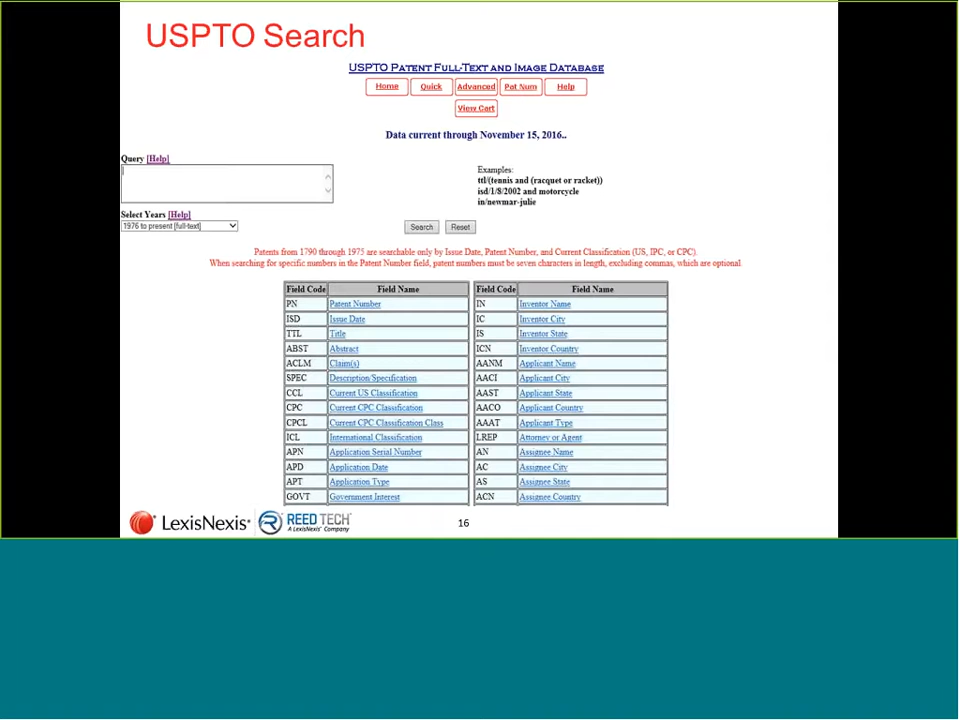 USPTO Search
USPTO PATENT FULL-TEXT AND IMAGE DATABASE
Home Quick Advanced Pat Num Help
View Cart
Data current through November 15, 2016..
Query [Help]
Examples:
ttl/(tennis and (racquet or racket))
isd/1/8/2002 and motorcycle
in/newmar-julie
Select Years [Help]
1976 to present [full-text] Search Reset
Patents from 1790 through 1975 are searchable only by Issue Date, Patent Number, and Current Classification (US, IPC, or CPC).
When searching for specific numbers in the Patent Number field, patent numbers must be seven characters in length, excluding commas, which are optional
Field Code Field Name Field Code Field Name
PN Patent Number IN Inventor Name
ISD Issue Date IC Inventor City
TTL Title IS Inventor State
ABST Abstract ICN Inventor Country
ACLM Claim(s) AANM Applicant Name
SPEC Description/Specification AACI Applicant City
CCL Current US Classification AAST Applicant State
CPC Current CPC Classification AACO Applicant Country
CPCL Current CPC Classification Class AAAT Applicant Type
ICL International Classification LREP Attorney or Agent
APN Application Serial Number AN Assignee Name
APD Application Date AC Assignee City
APT Application Type AS Assignee State
GOVT Government Interest ACN Assignee Country
LexisNexis REED TECH 16
A LexisNexis Company